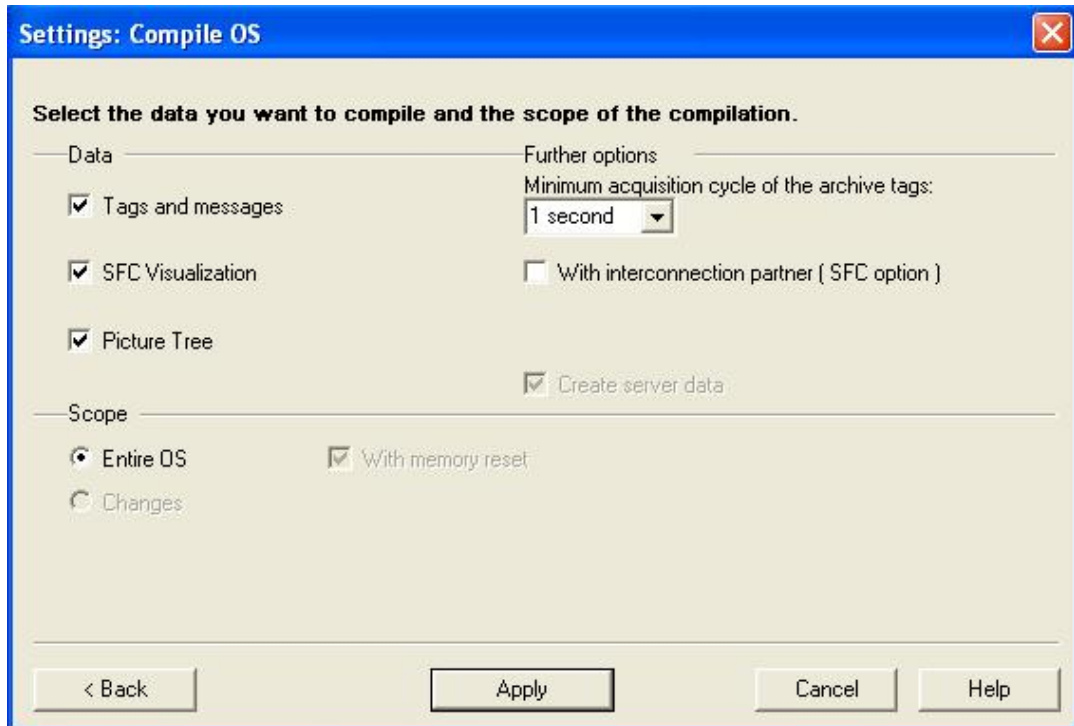 Settings: Compile OS
Select the data you want to compile and the scope of the compilation.
Data
Further options
Tags and messages
Minimum acquisition cycle of the archive tags:
1 second
SFC Visualization
With interconnection partner ( SFC option )
Picture Tree
Create server data
Scope
Entire OS
With memory reset
Changes
< Back
Apply
Cancel
Help